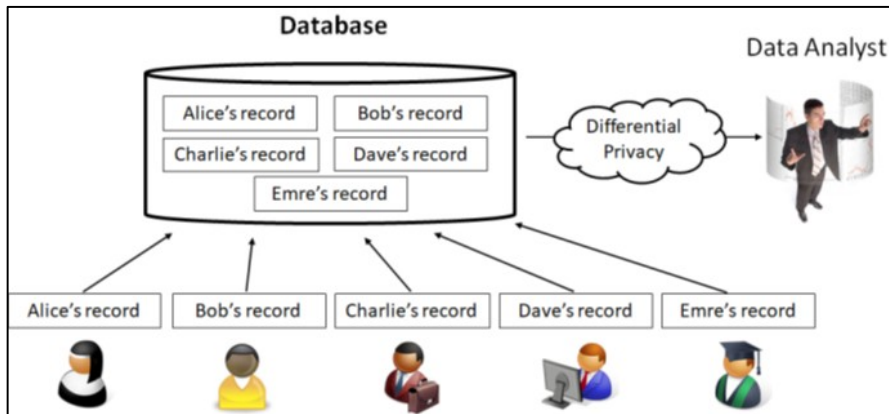 Database
Data Analyst
Alice's record
Bob's record
Charlie's record
Dave's record
Emre's record
Differential
Privacy
Alice's record
Bob's record
Charlie's record
Dave's record
Emre's record